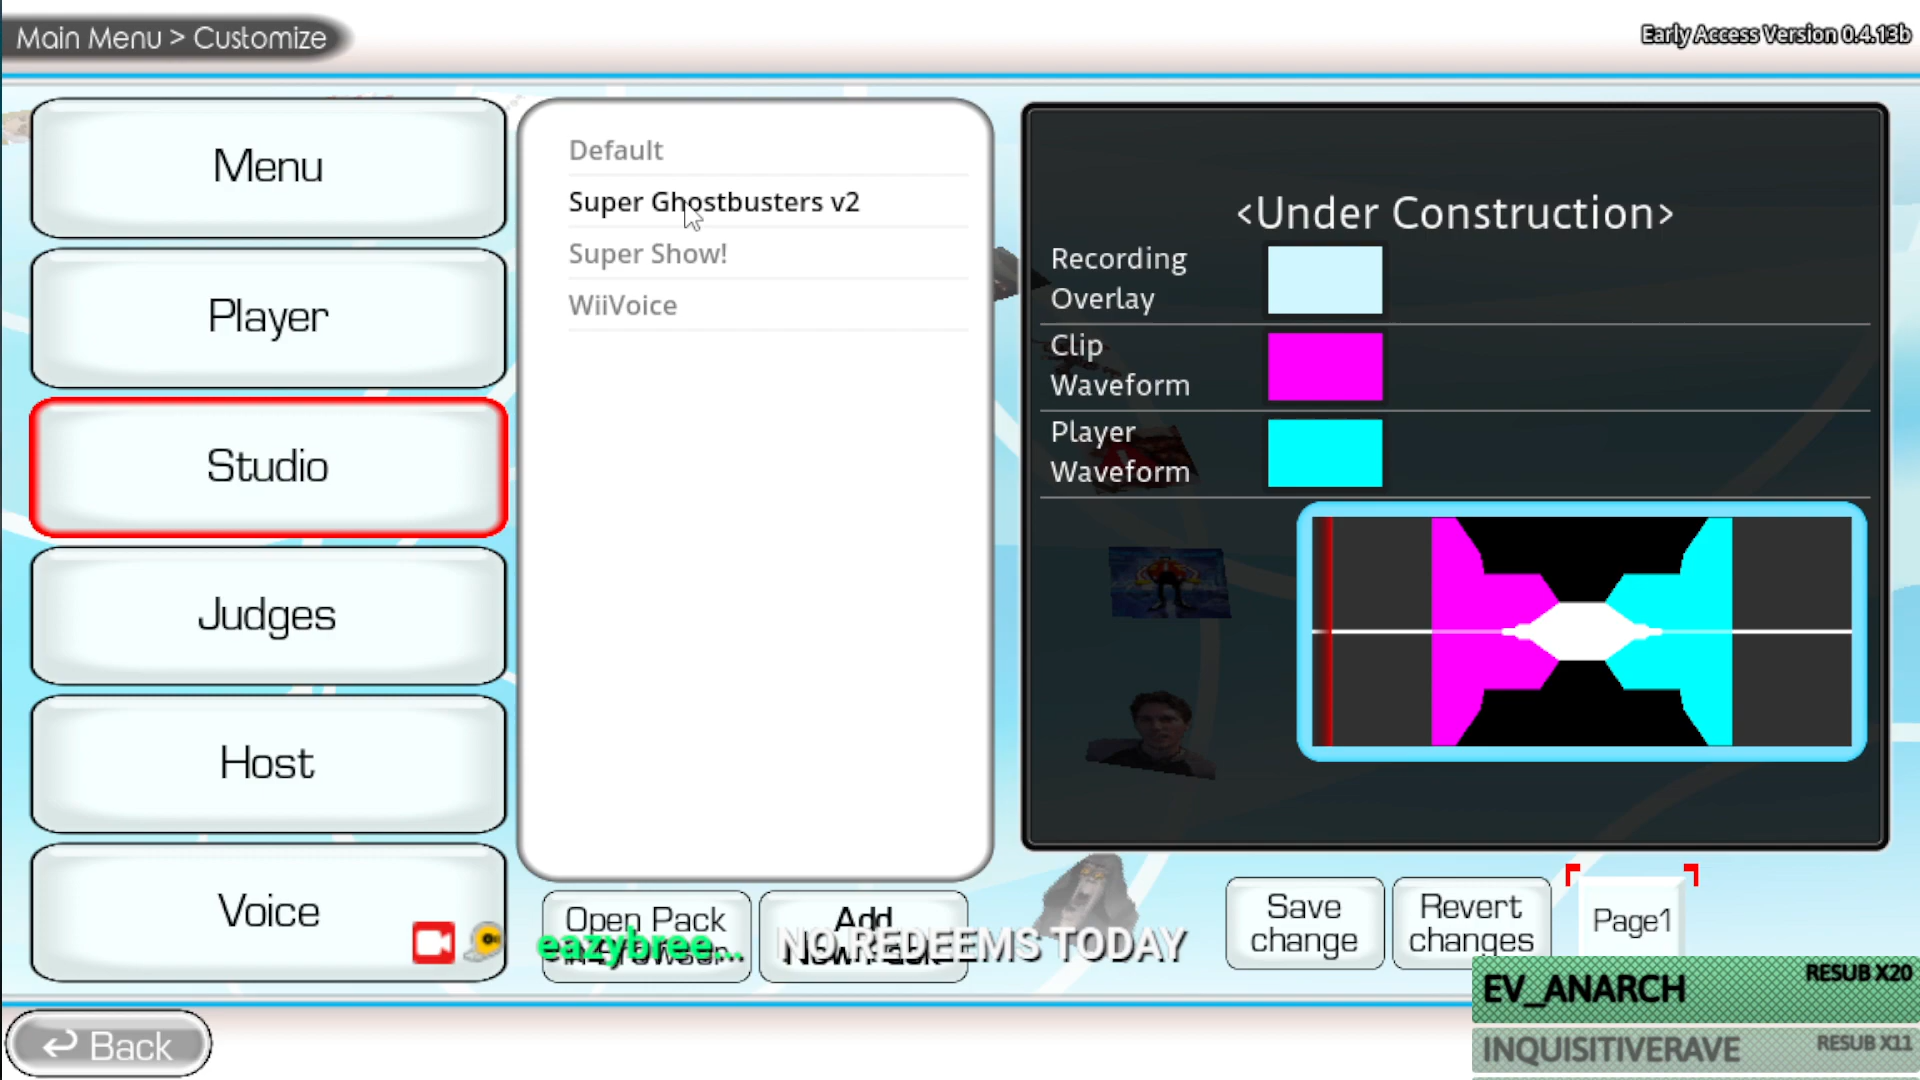 Main Menu > Customize
Early Access Version 0.4.13b
Menu
Player
Studio
Judges
Host
Voice
Default
Super Ghostbusters v2
Super Show!
WiiVoice
<Under Construction>
Recording
Overlay
Clip
Waveform
Player
Waveform
Open Pack
Add
eazybree...
NO REDEEMS TODAY
Save
change
Revert
changes
Page1
EV_ANARCH
RESUB X20
INQUISITIVERAVE
RESUB X11
Back